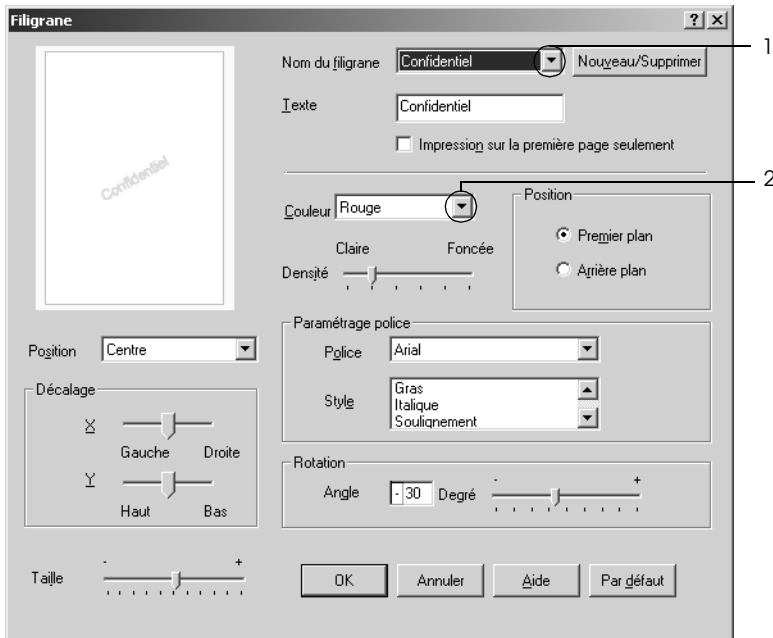 Filigrane
? ×
Nom du filigrane Confidentiel Nouveau/Supprimer 1
Texte Confidentiel
Impression sur la première page seulement
Confidentiel
2
Couleur Rouge
Position
Claire Foncée
Premier plan
Densité
Arrière plan
Paramétrage police
Position Centre
Police Arial
Décalage
Style Gras
Italique
Soulignement
X
Gauche Droite
Rotation
Y
Angle -30 Degré - +
Haut Bas
Taille - +
OK Annuler Aide Par défaut